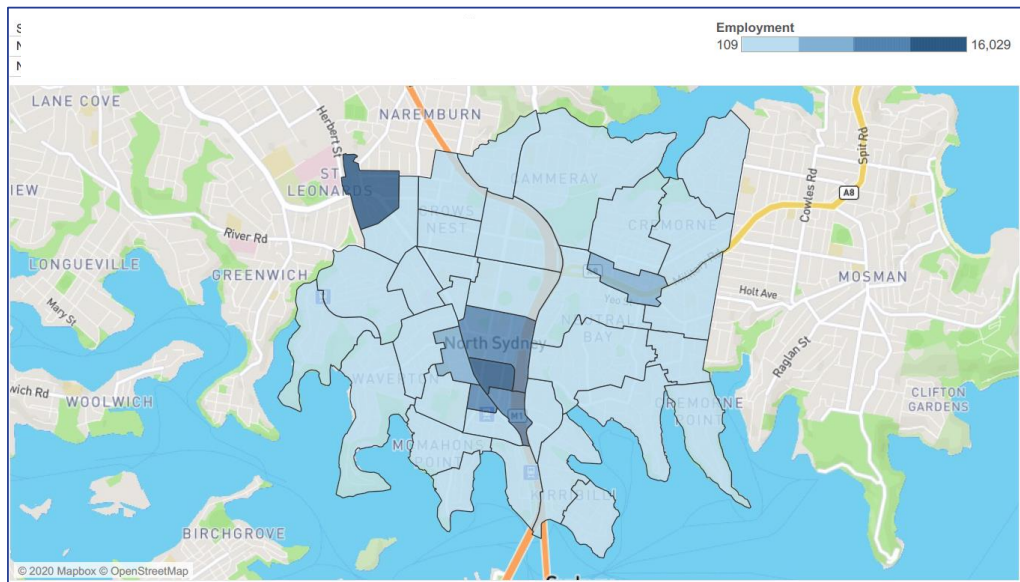 Employment
109
16,029
LANE COVE
NAREMBURN
Herbert St
ST
LEONARDS
CAMMERAY
Spit Rd
Cowles Rd
A8
CROWS
NEST
CREMORNE
River Rd
LONGUEVILLE
GREENWICH
MOSMAN
Mary St
Holt Ave
NEUTRAL
BAY
North Sydney
Raglan St
WAVERTON
WOOLWICH
CLIFTON
GARDENS
CREMORNE
POINT
M1
MCMAHONS
POINT
KIRRIBILLI
BIRCHGROVE
© 2020 Mapbox © OpenStreetMap